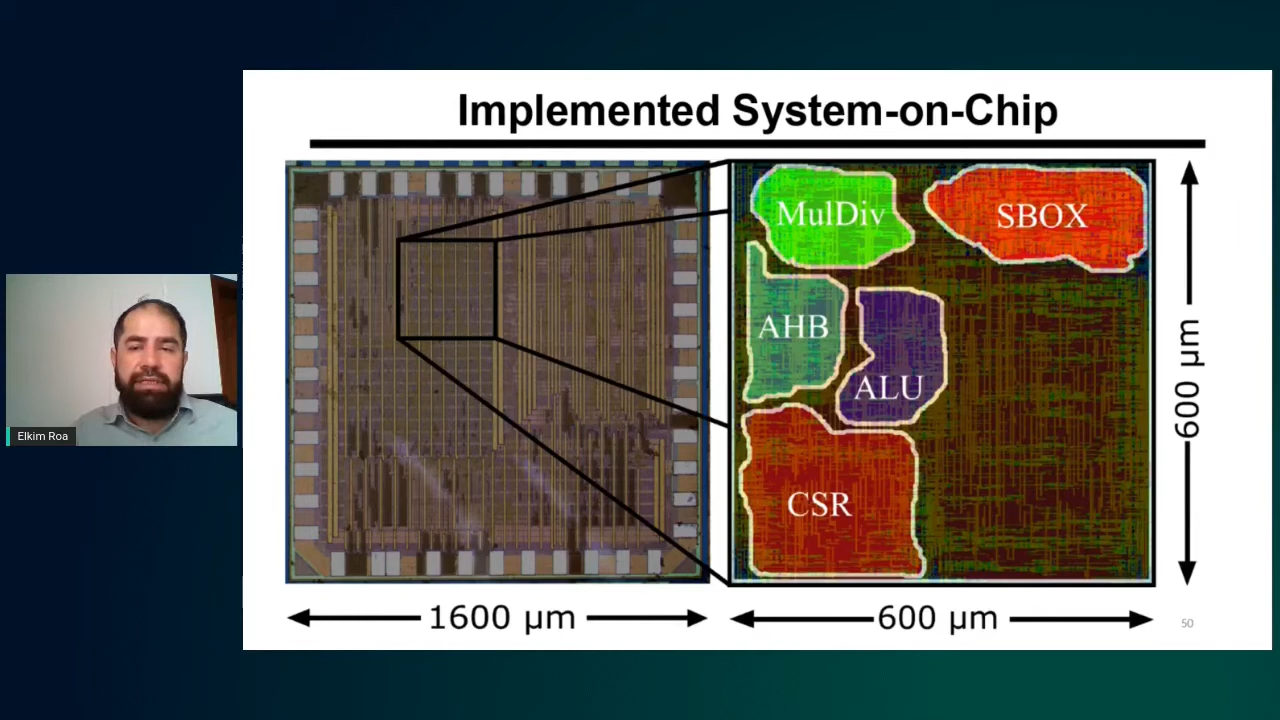 Implemented System-on-Chip
MulDiv
SBOX
AHB
ALU
CSR
600 µm
1600 µm
600 µm
50
Elkim Roa